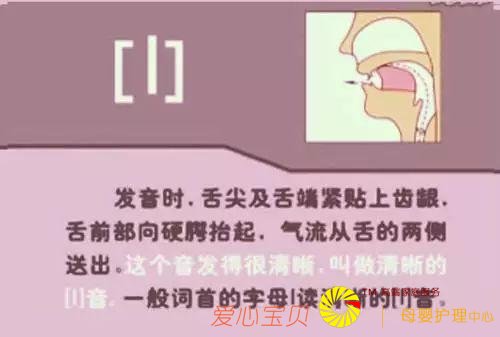 [l]
发音时,舌尖及舌端紧贴上齿龈,
舌前部向硬腭抬起. 气流从舌的两侧
送出。这个音发得很清晰,叫做清晰的
[l]音. 一般词首的字母l读清晰的[l]音。
爱心宝贝
母婴护理中心